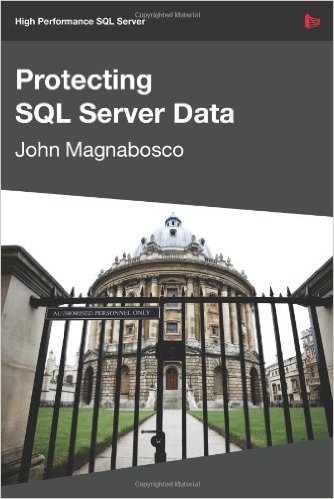 High Performance SQL Server
Protecting
SQL Server Data
John Magnabosco
AUTHORISED PERSONNEL ONLY